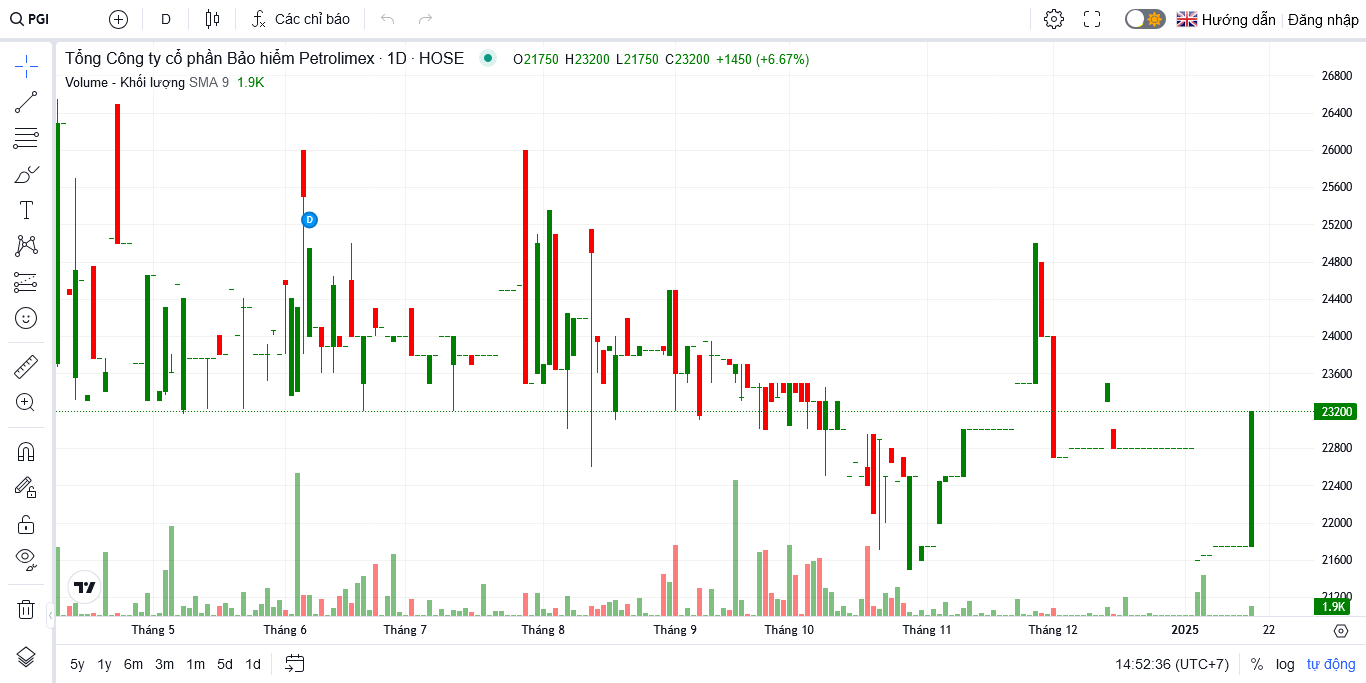 PGI D Các chỉ báo Hướng dẫn Đăng nhập
Tổng Công ty cổ phần Bảo hiểm Petrolimex · 1D · HOSE O21750 H23200 L21750 C23200 +1450 (+6.67%)
Volume - Khối lượng SMA 9 1.9K
26800
26400
26000
25600
D
25200
24800
24400
24000
23600
23200
22800
22400
22000
21600
21200
1.9K
Tháng 5 Tháng 6 Tháng 7 Tháng 8 Tháng 9 Tháng 10 Tháng 11 Tháng 12 2025 22
5y 1y 6m 3m 1m 5d 1d 14:52:36 (UTC+7) % log tự động